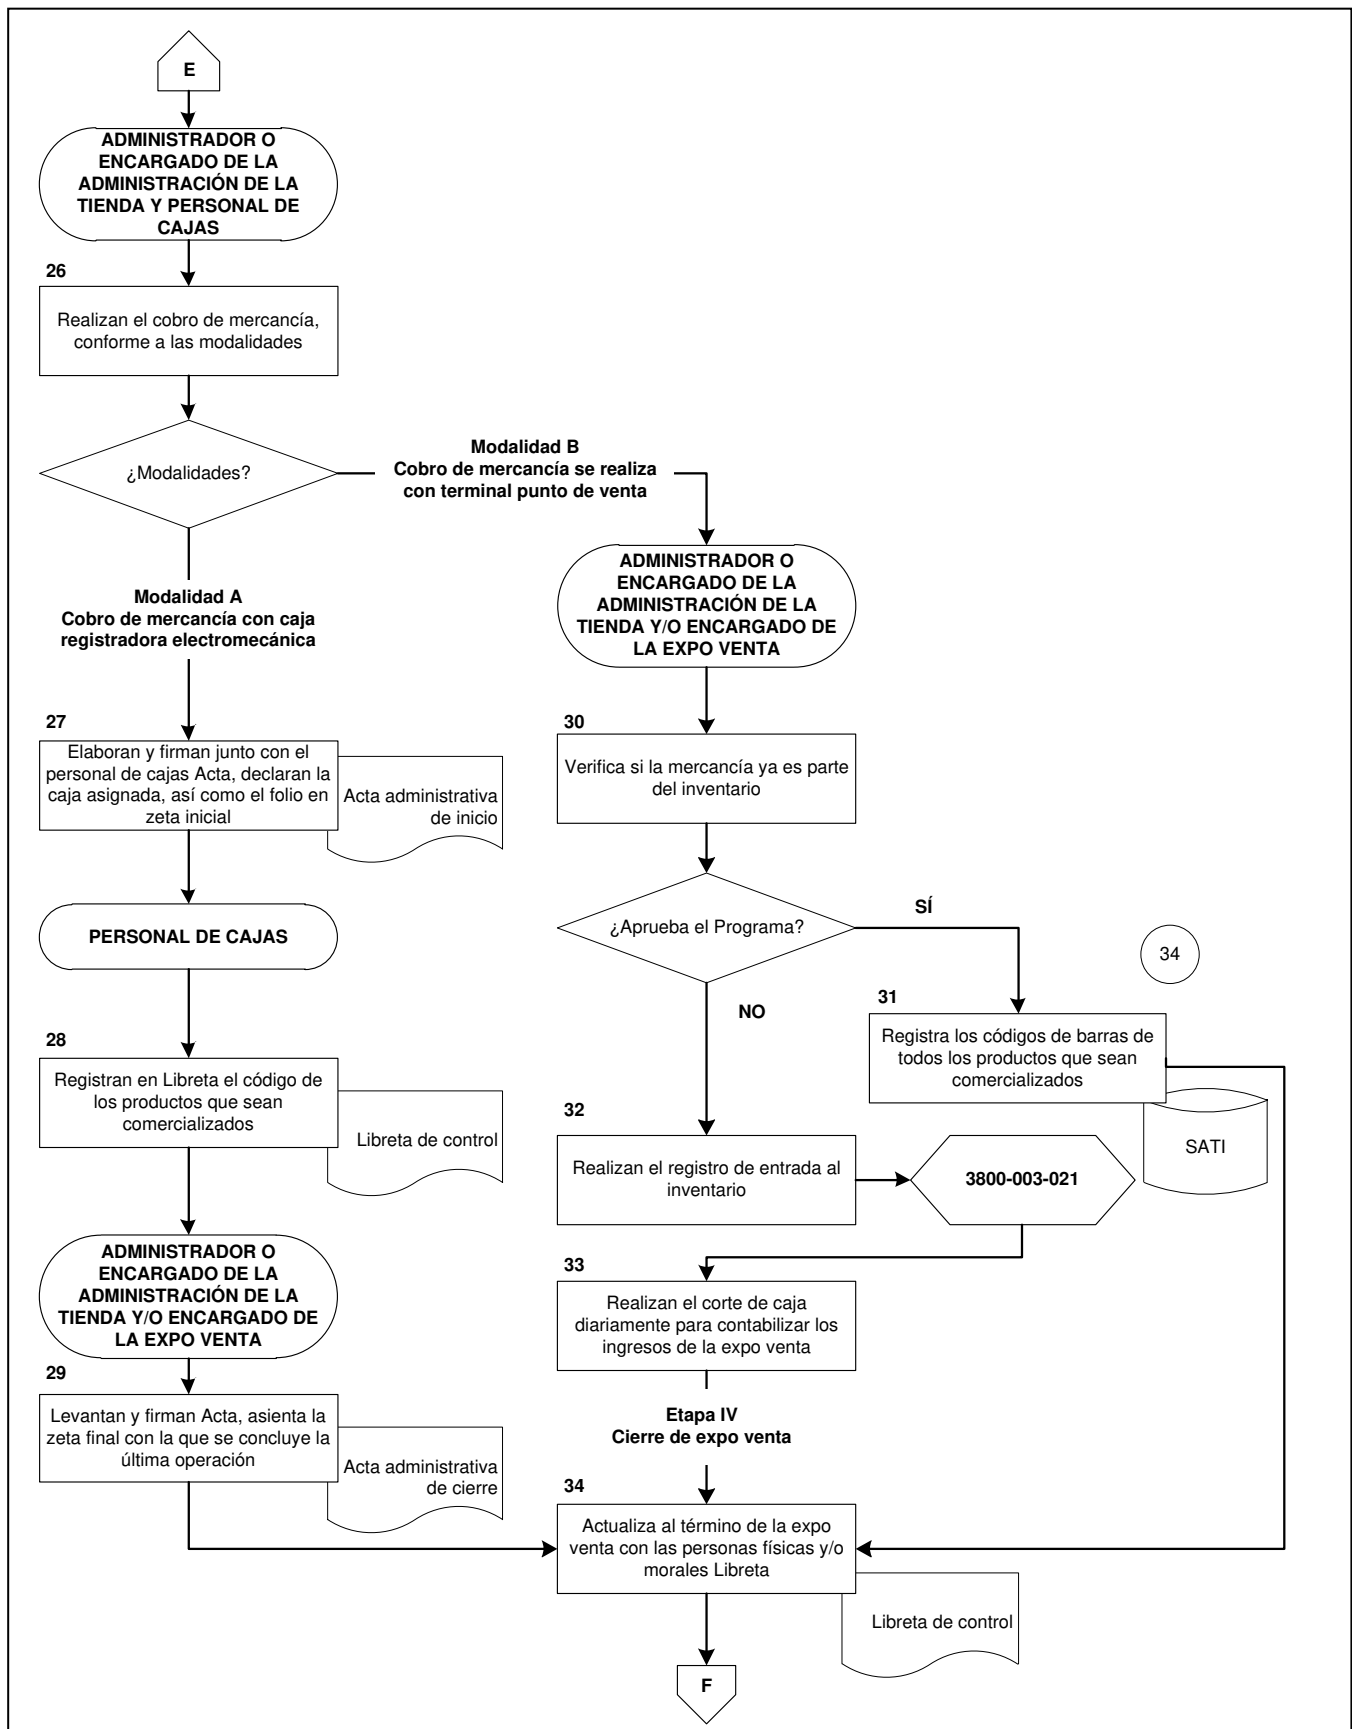 E
ADMINISTRADOR O
ENCARGADO DE LA
ADMINISTRACIÓN DE LA
TIENDA Y PERSONAL DE
CAJAS
26
Realizan el cobro de mercancía,
conforme a las modalidades
¿Modalidades?
Modalidad B
Cobro de mercancía se realiza
con terminal punto de venta
Modalidad A
Cobro de mercancía con caja
registradora electromecánica
27
Elaboran y firman junto con el
personal de cajas Acta, declaran la
caja asignada, así como el folio en
zeta inicial
Acta administrativa
de inicio
PERSONAL DE CAJAS
28
Registran en Libreta el código de
los productos que sean
comercializados
Libreta de control
ADMINISTRADOR O
ENCARGADO DE LA
ADMINISTRACIÓN DE LA
TIENDA Y/O ENCARGADO DE
LA EXPO VENTA
29
Levantan y firman Acta, asienta la
zeta final con la que se concluye la
última operación
Acta administrativa
de cierre
ADMINISTRADOR O
ENCARGADO DE LA
ADMINISTRACIÓN DE LA
TIENDA Y/O ENCARGADO DE
LA EXPO VENTA
30
Verifica si la mercancía ya es parte
del inventario
¿Aprueba el Programa?
SÍ
34
NO
31
Registra los códigos de barras de
todos los productos que sean
comercializados
SATI
32
Realizan el registro de entrada al
inventario
3800-003-021
33
Realizan el corte de caja
diariamente para contabilizar los
ingresos de la expo venta
Etapa IV
Cierre de expo venta
34
Actualiza al término de la expo
venta con las personas físicas y/o
morales Libreta
Libreta de control
F